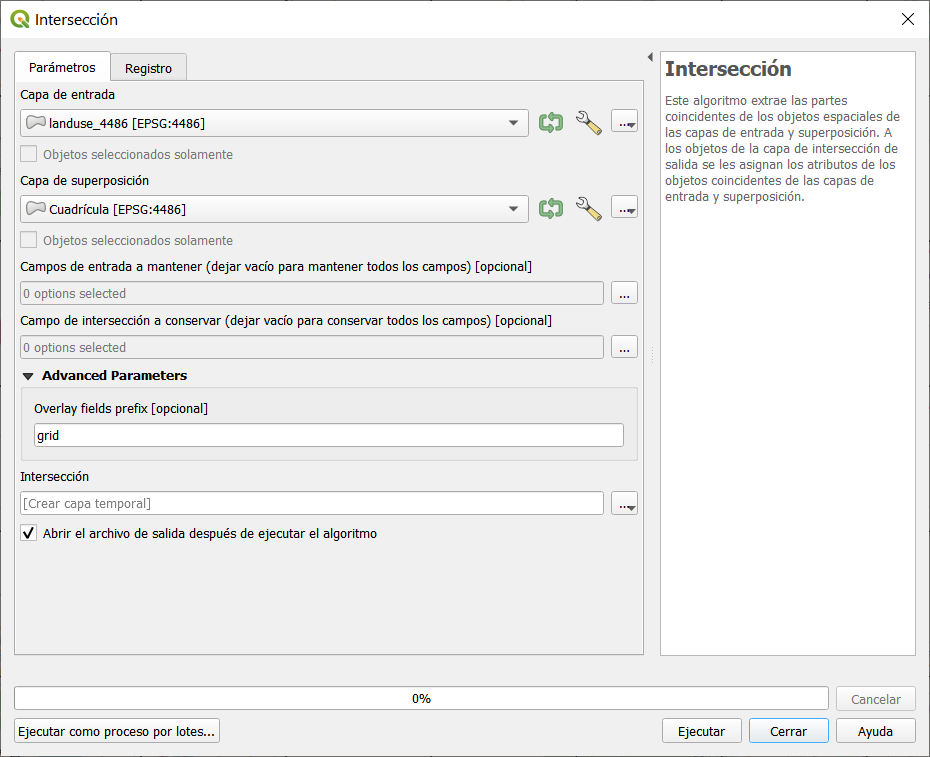 Intersección
Parámetros
Registro
Capa de entrada
landuse_4486 [EPSG:4486]
...
Objetos seleccionados solamente
Capa de superposición
Cuadrícula [EPSG:4486]
...
Objetos seleccionados solamente
Campos de entrada a mantener (dejar vacío para mantener todos los campos) [opcional]
0 options selected
...
Campo de intersección a conservar (dejar vacío para conservar todos los campos) [opcional]
0 options selected
...
Advanced Parameters
Overlay fields prefix [opcional]
grid
Intersección
[Crear capa temporal]
...
Abrir el archivo de salida después de ejecutar el algoritmo
Intersección
Este algoritmo extrae las partes
coincidentes de los objetos espaciales de
las capas de entrada y superposición. A
los objetos de la capa de intersección de
salida se les asignan los atributos de los
objetos coincidentes de las capas de
entrada y superposición.
0%
Cancelar
Ejecutar como proceso por lotes...
Ejecutar
Cerrar
Ayuda